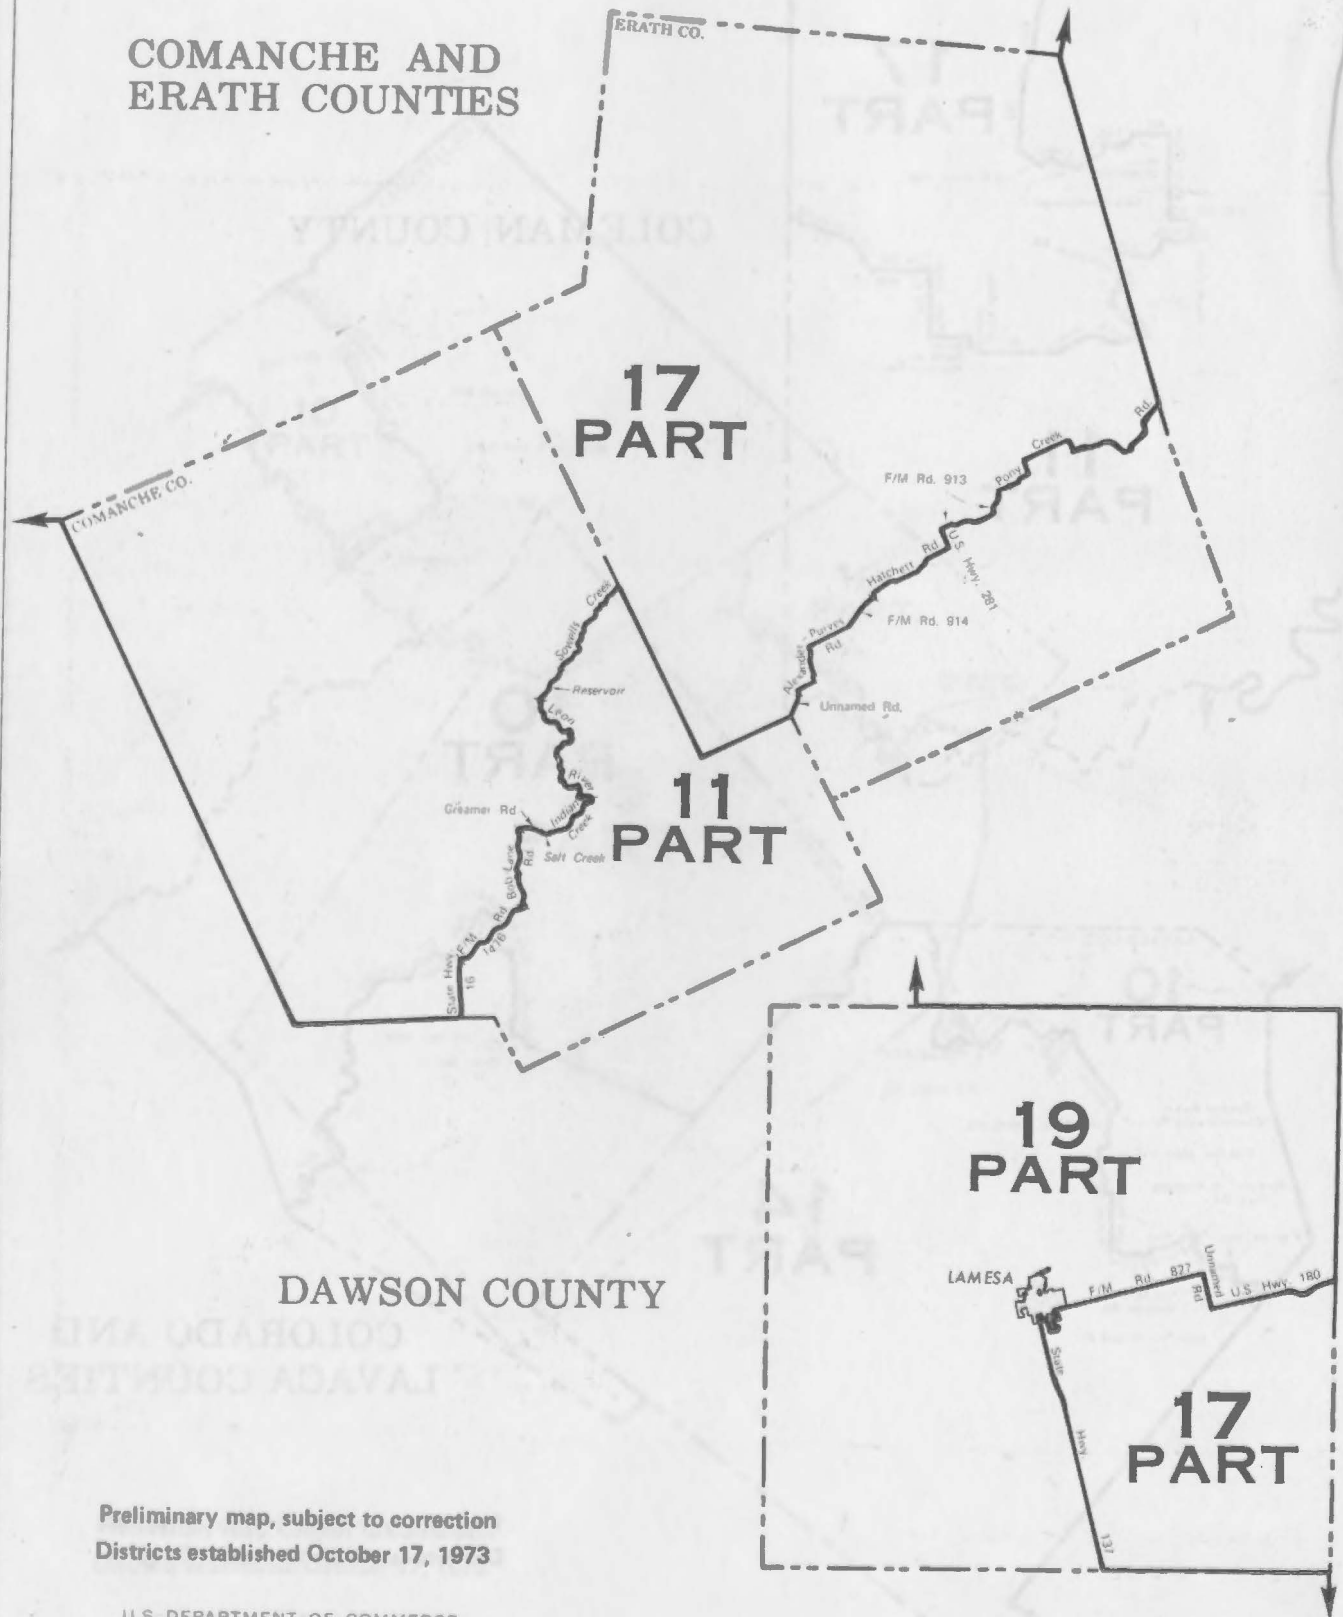 COMANCHE AND
ERATH COUNTIES
ERATH CO.
COMANCHE CO.
17
PART
Rd.
Creek
Pony
F/M Rd. 913
U.S. Hwy. 281
Hatchett Rd
F/M Rd. 914
Alexander - Purves
Rd
Unnamed Rd.
Sowells Creek
Reservoir
Leon
River
Indian
Creek
Salt Creek
Greamer Rd
Bob Lane
Rd.
F/M Rd
1476
State Hwy
16
11
PART
DAWSON COUNTY
19
PART
LAMESA
F/M Rd 827
Unnamed
Rd
U.S. Hwy. 180
State
Hwy
137
17
PART
Preliminary map, subject to correction
Districts established October 17, 1973
U.S. DEPARTMENT OF COMMERCE